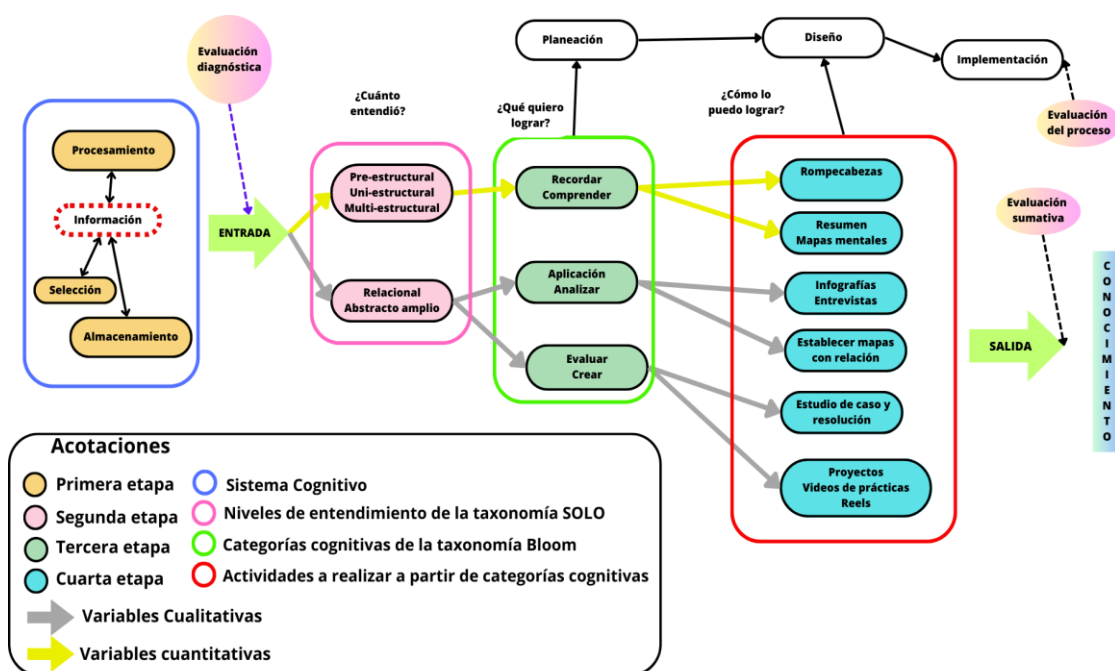 Planeación
Diseño
Implementación
Evaluación
diagnóstica
Evaluación
del proceso
¿Cuánto
entendió?
¿Qué quiero
lograr?
¿Cómo lo
puedo lograr?
Procesamiento
Información
Selección
Almacenamiento
ENTRADA
Pre-estructural
Uni-estructural
Multi-estructural
Relacional
Abstracto amplio
Recordar
Comprender
Aplicación
Analizar
Evaluar
Crear
Rompecabezas
Resumen
Mapas mentales
Infografías
Entrevistas
Establecer mapas
con relación
Estudio de caso y
resolución
Proyectos
Videos de prácticas
Reels
Evaluación
sumativa
SALIDA
CONOCIMIENTO
Acotaciones
Primera etapa
Segunda etapa
Tercera etapa
Cuarta etapa
Sistema Cognitivo
Niveles de entendimiento de la taxonomía SOLO
Categorías cognitivas de la taxonomía Bloom
Actividades a realizar a partir de categorías cognitivas
Variables Cualitativas
Variables cuantitativas